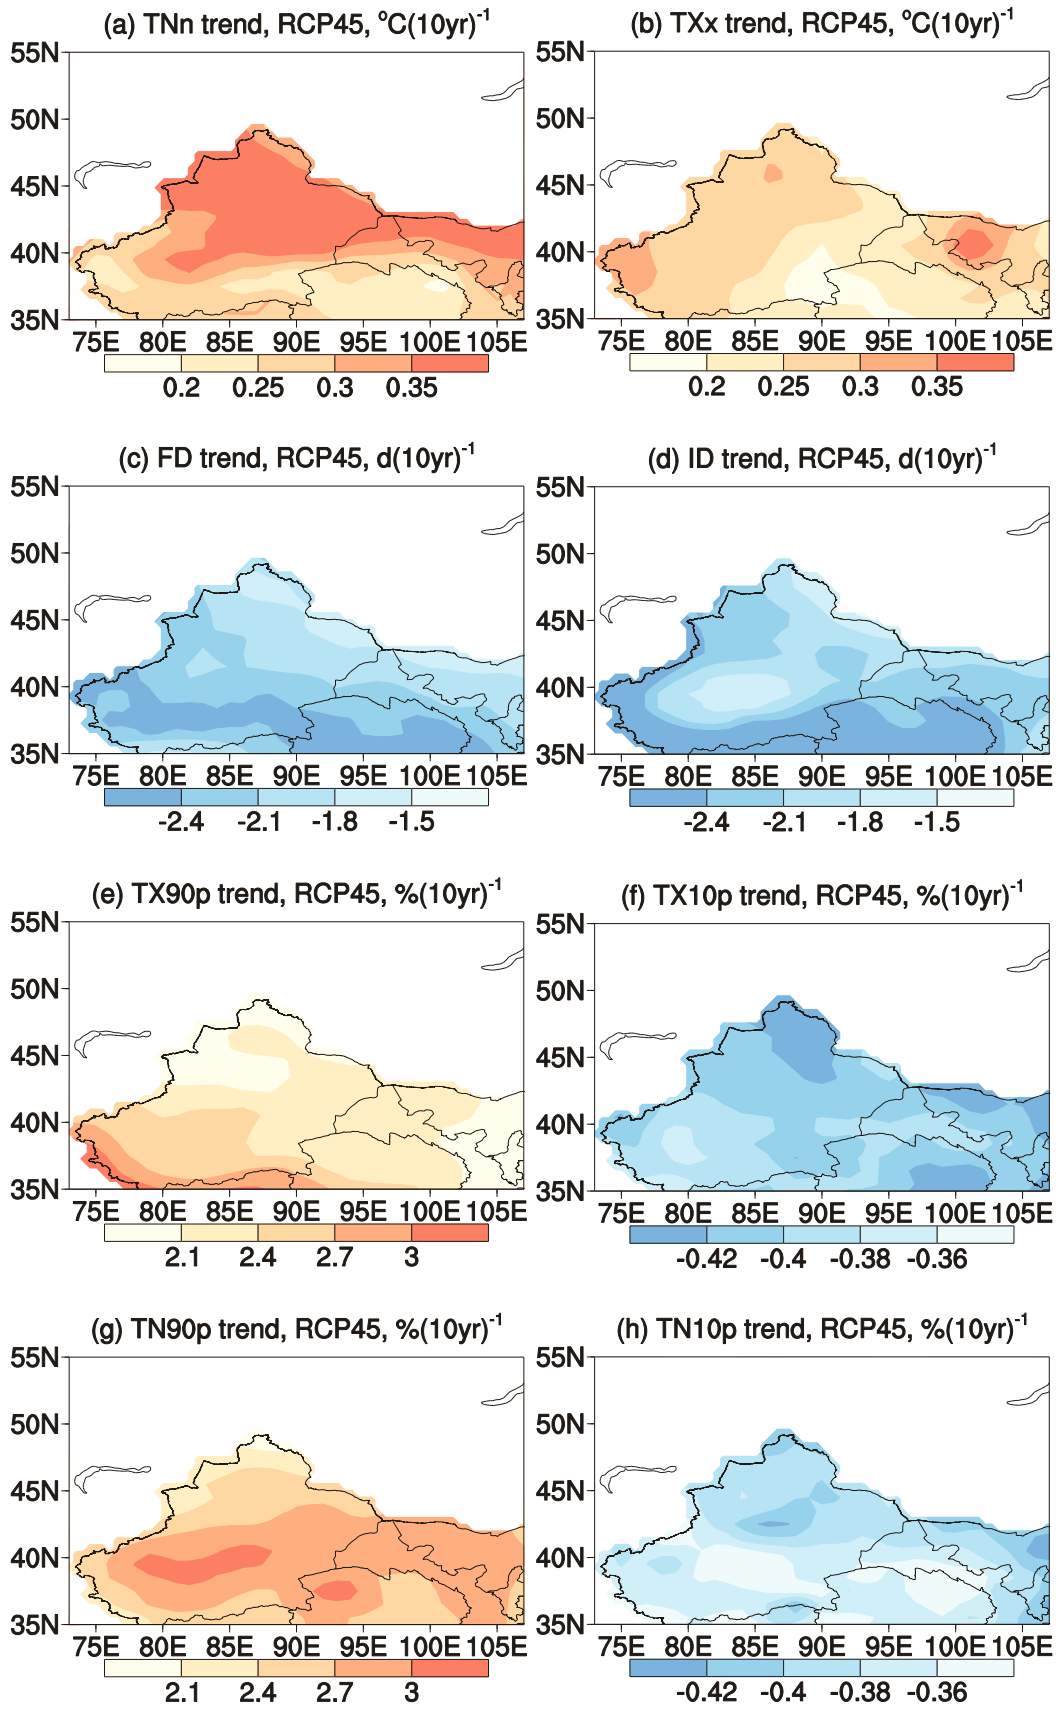 (a) TNn trend, RCP45, °C(10yr)⁻¹
(b) TXx trend, RCP45, °C(10yr)⁻¹
55N
50N
45N
40N
35N
75E 80E 85E 90E 95E 100E 105E
0.2 0.25 0.3 0.35
55N
50N
45N
40N
35N
75E 80E 85E 90E 95E 100E 105E
0.2 0.25 0.3 0.35
(c) FD trend, RCP45, d(10yr)⁻¹
(d) ID trend, RCP45, d(10yr)⁻¹
55N
50N
45N
40N
35N
75E 80E 85E 90E 95E 100E 105E
-2.4 -2.1 -1.8 -1.5
55N
50N
45N
40N
35N
75E 80E 85E 90E 95E 100E 105E
-2.4 -2.1 -1.8 -1.5
(e) TX90p trend, RCP45, %(10yr)⁻¹
(f) TX10p trend, RCP45, %(10yr)⁻¹
55N
50N
45N
40N
35N
75E 80E 85E 90E 95E 100E 105E
2.1 2.4 2.7 3
55N
50N
45N
40N
35N
75E 80E 85E 90E 95E 100E 105E
-0.42 -0.4 -0.38 -0.36
(g) TN90p trend, RCP45, %(10yr)⁻¹
(h) TN10p trend, RCP45, %(10yr)⁻¹
55N
50N
45N
40N
35N
75E 80E 85E 90E 95E 100E 105E
2.1 2.4 2.7 3
55N
50N
45N
40N
35N
75E 80E 85E 90E 95E 100E 105E
-0.42 -0.4 -0.38 -0.36